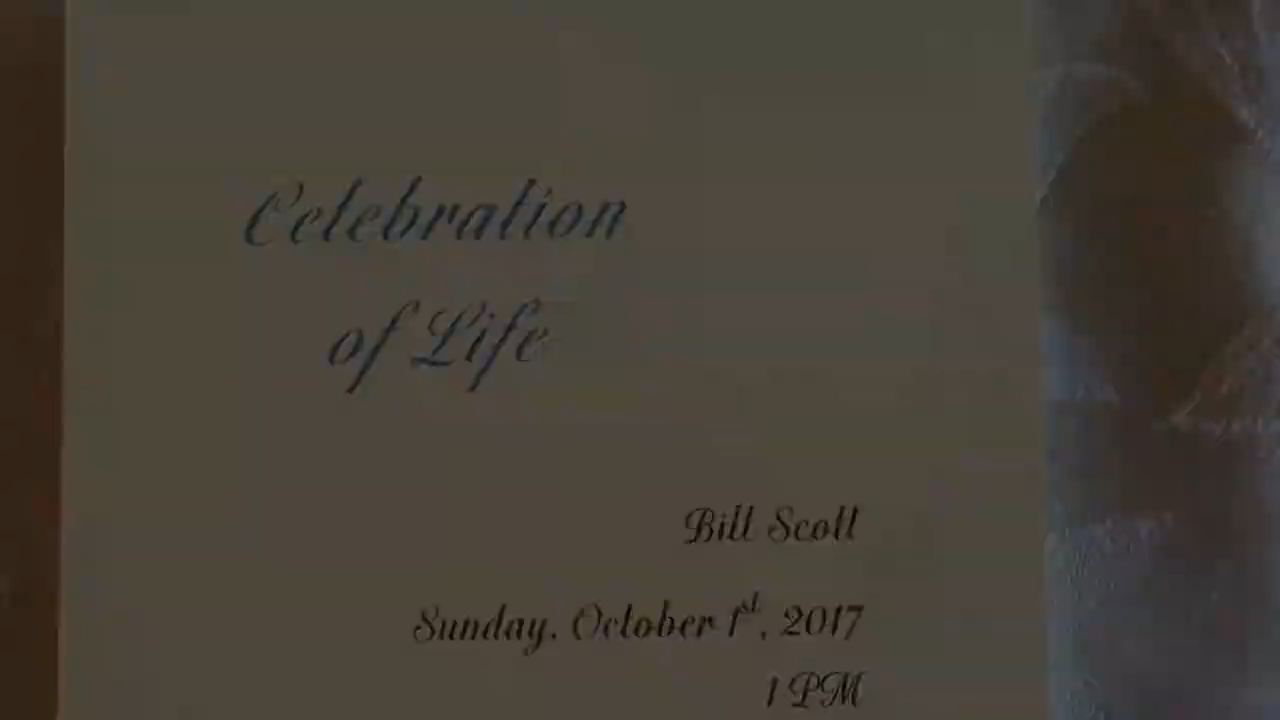 Celebration
of Life
Bill Scott
Sunday, October 1st, 2017
1 PM